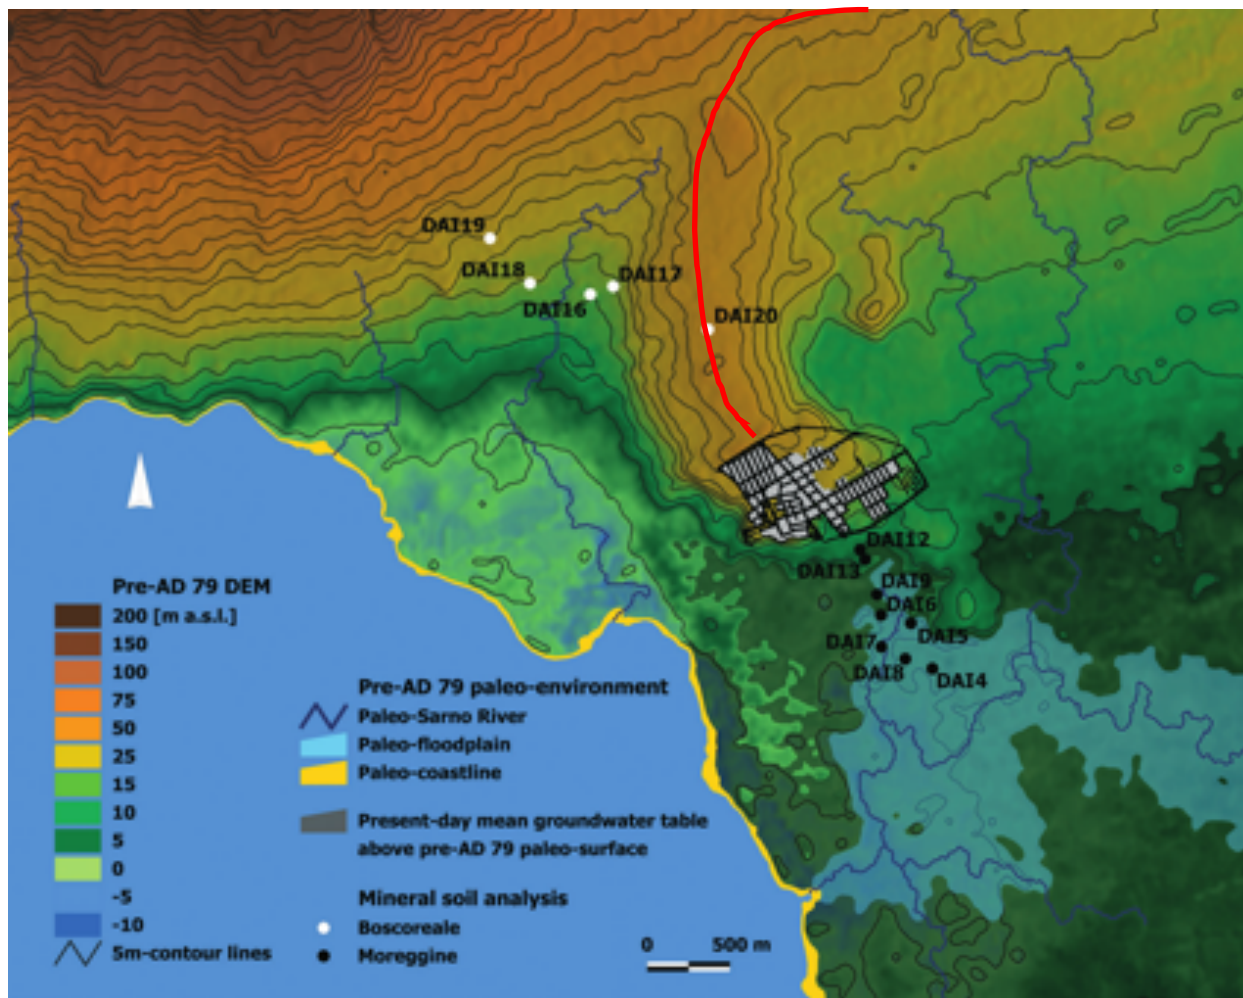 DAI19
DAI18
DAI17
DAI16
DAI20
DAI12
DAI13
DAI9
DAI6
DAI7
DAI5
DAI8
DAI4
Pre-AD 79 DEM
200 [m a.s.l.]
150
100
75
50
25
15
10
5
0
-5
-10
5m-contour lines
Pre-AD 79 paleo-environment
Paleo-Sarno River
Paleo-floodplain
Paleo-coastline
Present-day mean groundwater table
above pre-AD 79 paleo-surface
Mineral soil analysis
Boscoreale
Moreggine
0 500 m